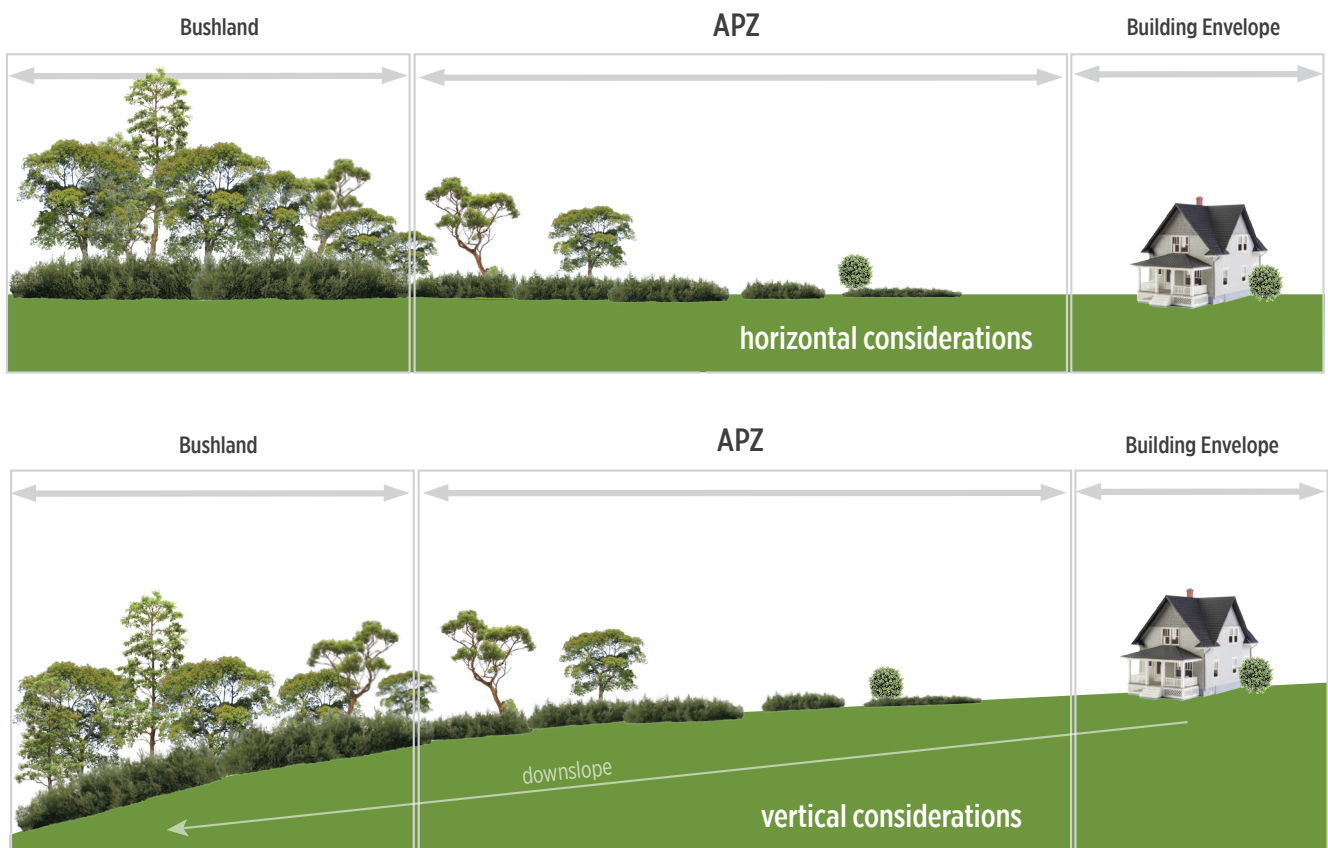 Bushland
APZ
Building Envelope
horizontal considerations
Bushland
APZ
Building Envelope
downslope
vertical considerations